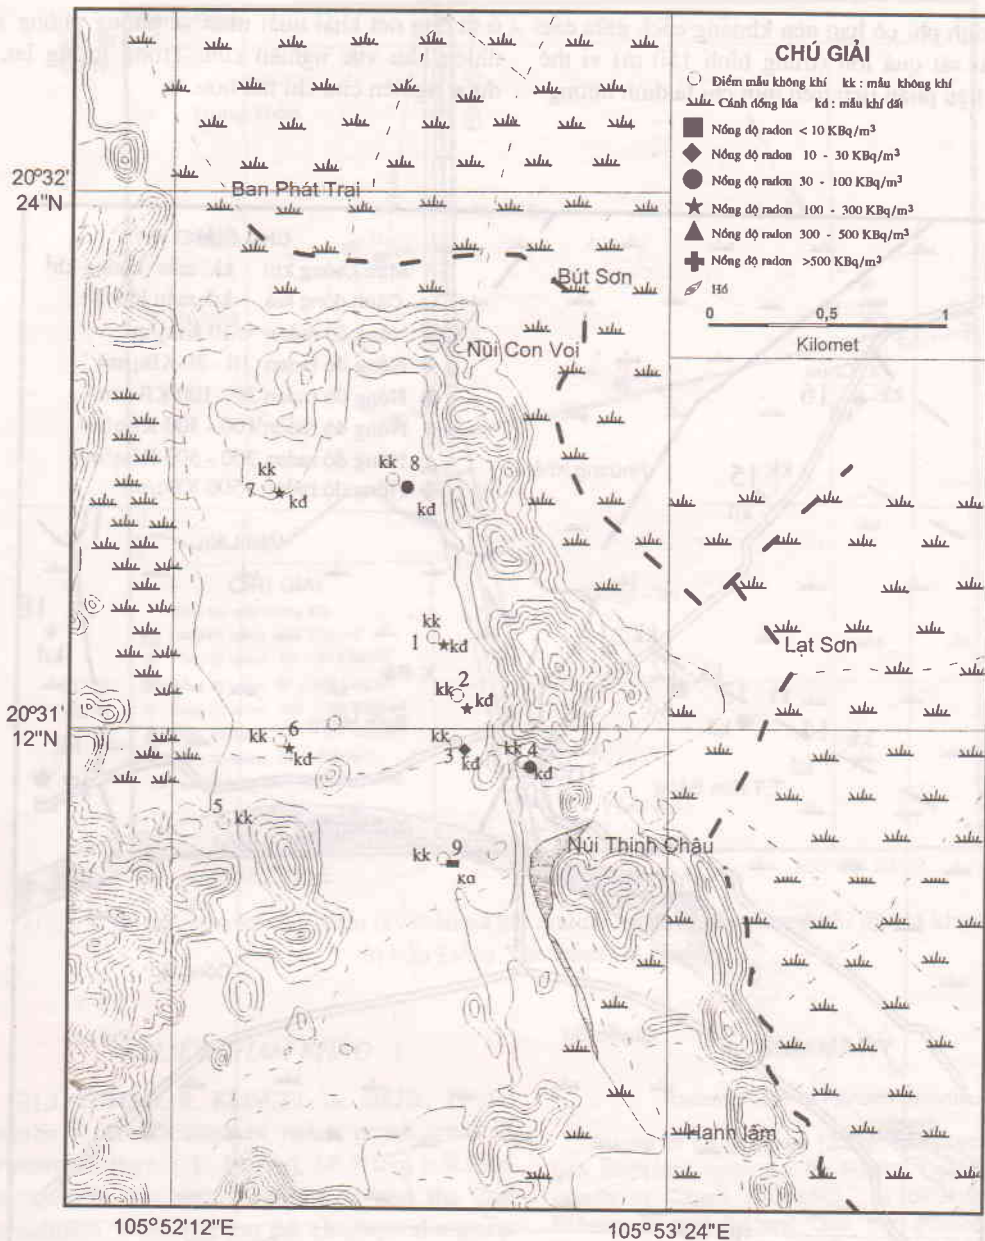 CHÚ GIẢI
Điểm mẫu không khí kk : mẫu không khí
Cánh đồng lúa kđ : mẫu khí đất
Nồng độ radon < 10 KBq/m³
Nồng độ radon 10 - 30 KBq/m³
Nồng độ radon 30 - 100 KBq/m³
Nồng độ radon 100 - 300 KBq/m³
Nồng độ radon 300 - 500 KBq/m³
Nồng độ radon >500 KBq/m³
Hồ
0 0,5 1
Kilomet
20°32'
24"N
Ban Phát Trai
Bút Sơn
Núi Con Voi
kk 8
kđ
kk
7 kđ
kk
1 kđ
Lạt Sơn
2
kk kđ
20°31'
12"N
6
kk
kđ
kk
3 kđ
kk 4
kđ
5
kk
Núi Thịnh Châu
kk 9
kđ
Hanh lâm
105°52'12"E
105°53'24"E